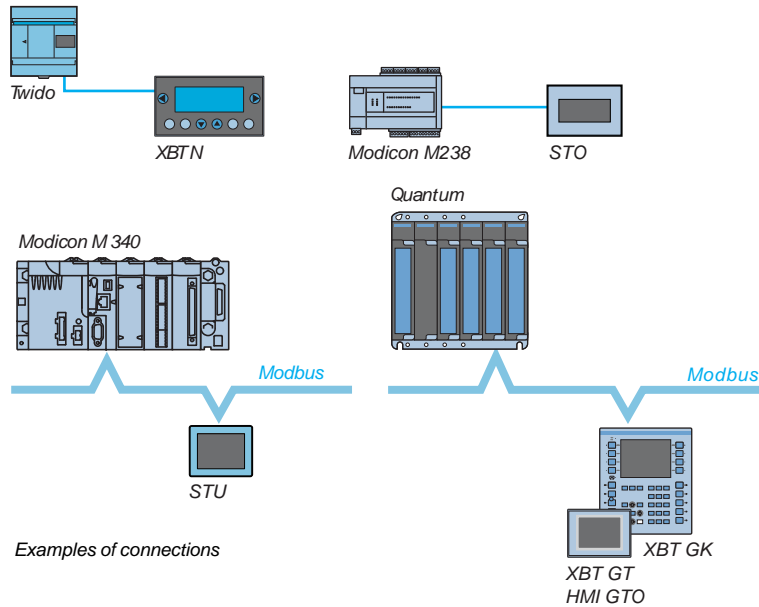 Twido
XBT N
Modicon M238
STO
Quantum
Modicon M 340
Modbus
Modbus
STU
Examples of connections
XBT GK
XBT GT
HMI GTO